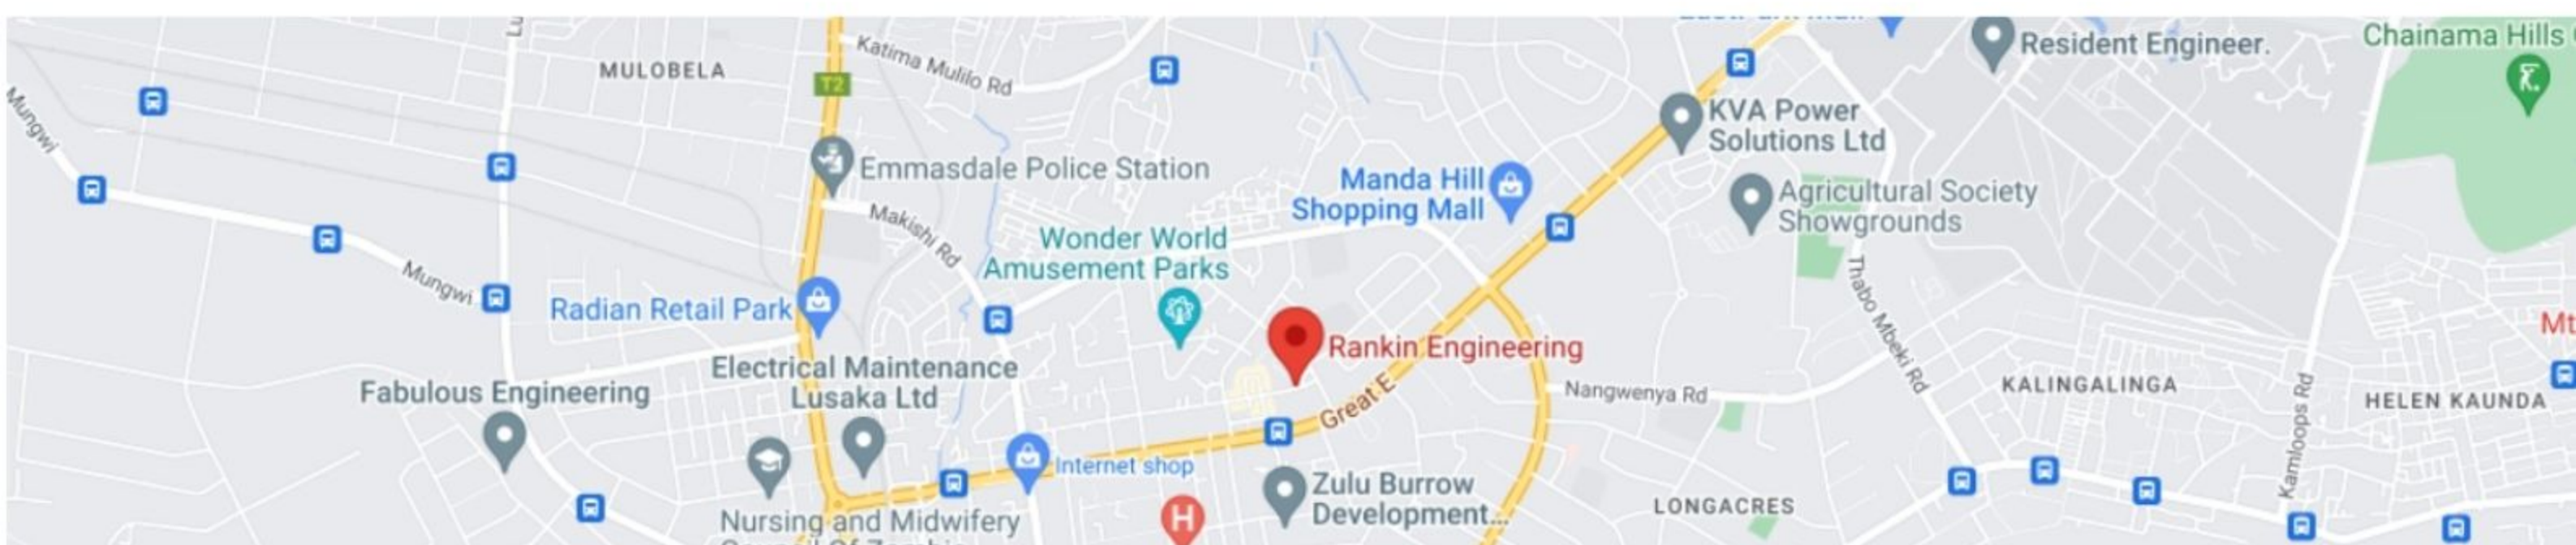 MULOBELA
Katima Mulilo Rd
T2
Resident Engineer.
Chainama Hills
Mungwi
KVA Power
Solutions Ltd
Emmasdale Police Station
Manda Hill
Shopping Mall
Agricultural Society
Showgrounds
Makishi Rd
Wonder World
Amusement Parks
Mungwi
Radian Retail Park
Thabo Mbeki Rd
Rankin Engineering
Electrical Maintenance
Lusaka Ltd
Fabulous Engineering
Great E
Nangwenya Rd
KALINGALINGA
Kamloops Rd
HELEN KAUNDA
Mt
Internet shop
Zulu Burrow
Development...
LONGACRES
H
Nursing and Midwifery